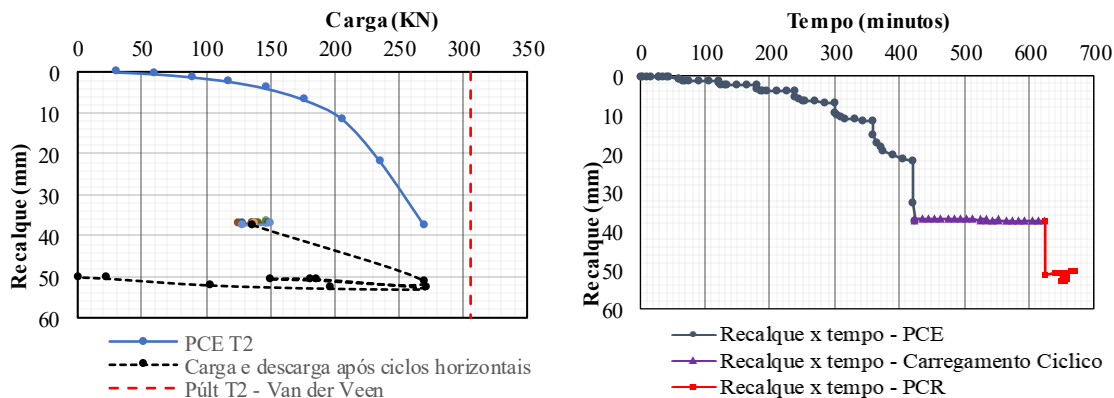 Carga (KN)
0 50 100 150 200 250 300 350
Recalque (mm)
0
10
20
30
40
50
60
PCE T2
Carga e descarga após ciclos horizontais
Púlt T2 - Van der Veen
Tempo (minutos)
0 100 200 300 400 500 600 700
Recalque (mm)
0
10
20
30
40
50
60
Recalque x tempo - PCE
Recalque x tempo - Carregamento Ciclico
Recalque x tempo - PCR